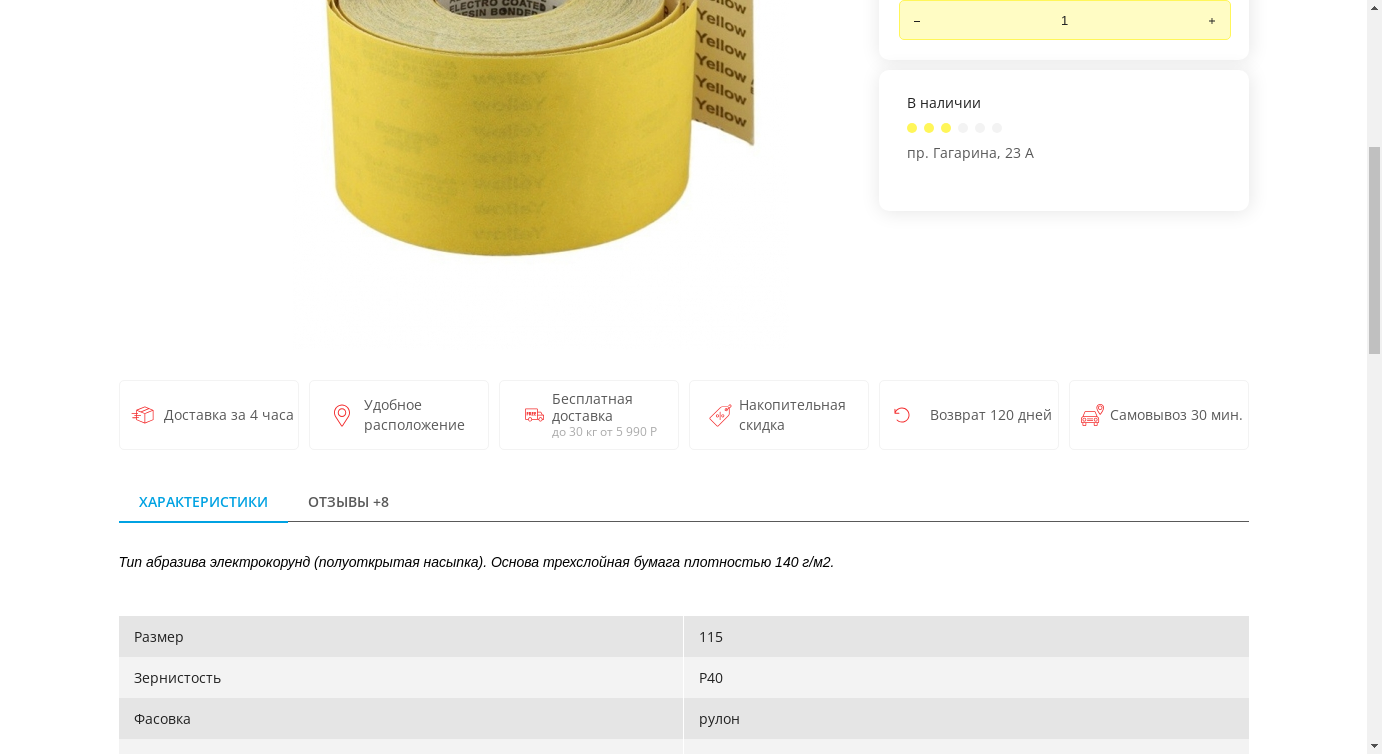 ELECTRO COATED
RESIN BONDED
Yellow
Yellow
Yellow
Yellow
Yellow
– 1 +
В наличии
пр. Гагарина, 23 А
Доставка за 4 часа
Удобное
расположение
Бесплатная
доставка
до 30 кг от 5 990 Р
Накопительная
скидка
Возврат 120 дней
Самовывоз 30 мин.
ХАРАКТЕРИСТИКИ ОТЗЫВЫ +8
Тип абразива электрокорунд (полуоткрытая насыпка). Основа трехслойная бумага плотностью 140 г/м2.
Размер 115
Зернистость P40
Фасовка рулон